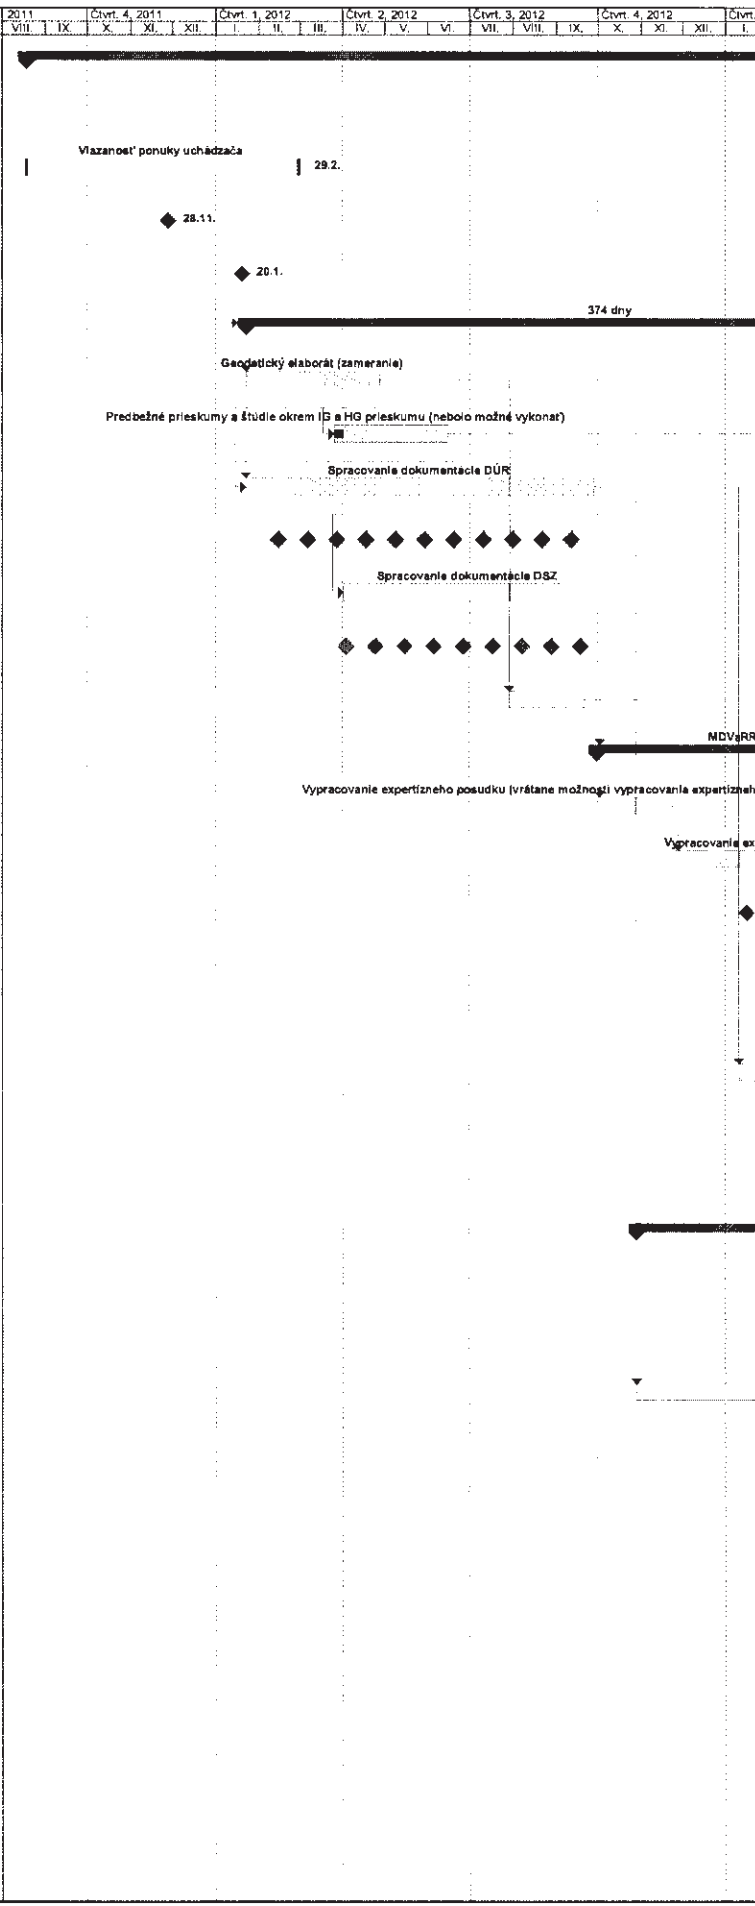 2011 Čtvrt. 4, 2011 Čtvrt. 1, 2012 Čtvrt. 2, 2012 Čtvrt. 3, 2012 Čtvrt. 4, 2012 Čtvrt.
VIII. IX. X. XI. XII. I. II. III. IV. V. VI. VII. VIII. IX. X. XI. XII. I.
Viazanosť ponuky uchádzača
29.2.
28.11.
20.1.
374 dny
Geodetický elaborát (zameranie)
Predbežné prieskumy a štúdie okrem IG a HG prieskumu (nebolo možné vykonať)
Spracovanie dokumentácie DÚR
Spracovanie dokumentácie DSZ
MDVaRR
Vypracovanie expertízneho posudku (vrátane možnosti vypracovania expertízneh
Vypracovanie ex